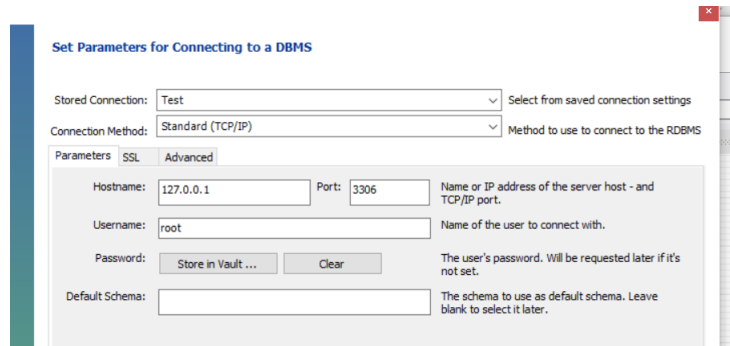 Set Parameters for Connecting to a DBMS
Stored Connection: Test Select from saved connection settings
Connection Method: Standard (TCP/IP) Method to use to connect to the RDBMS
Parameters SSL Advanced
Hostname: 127.0.0.1 Port: 3306 Name or IP address of the server host - and
TCP/IP port.
Username: root Name of the user to connect with.
Password: Store in Vault ... Clear The user's password. Will be requested later if it's
not set.
Default Schema: The schema to use as default schema. Leave
blank to select it later.